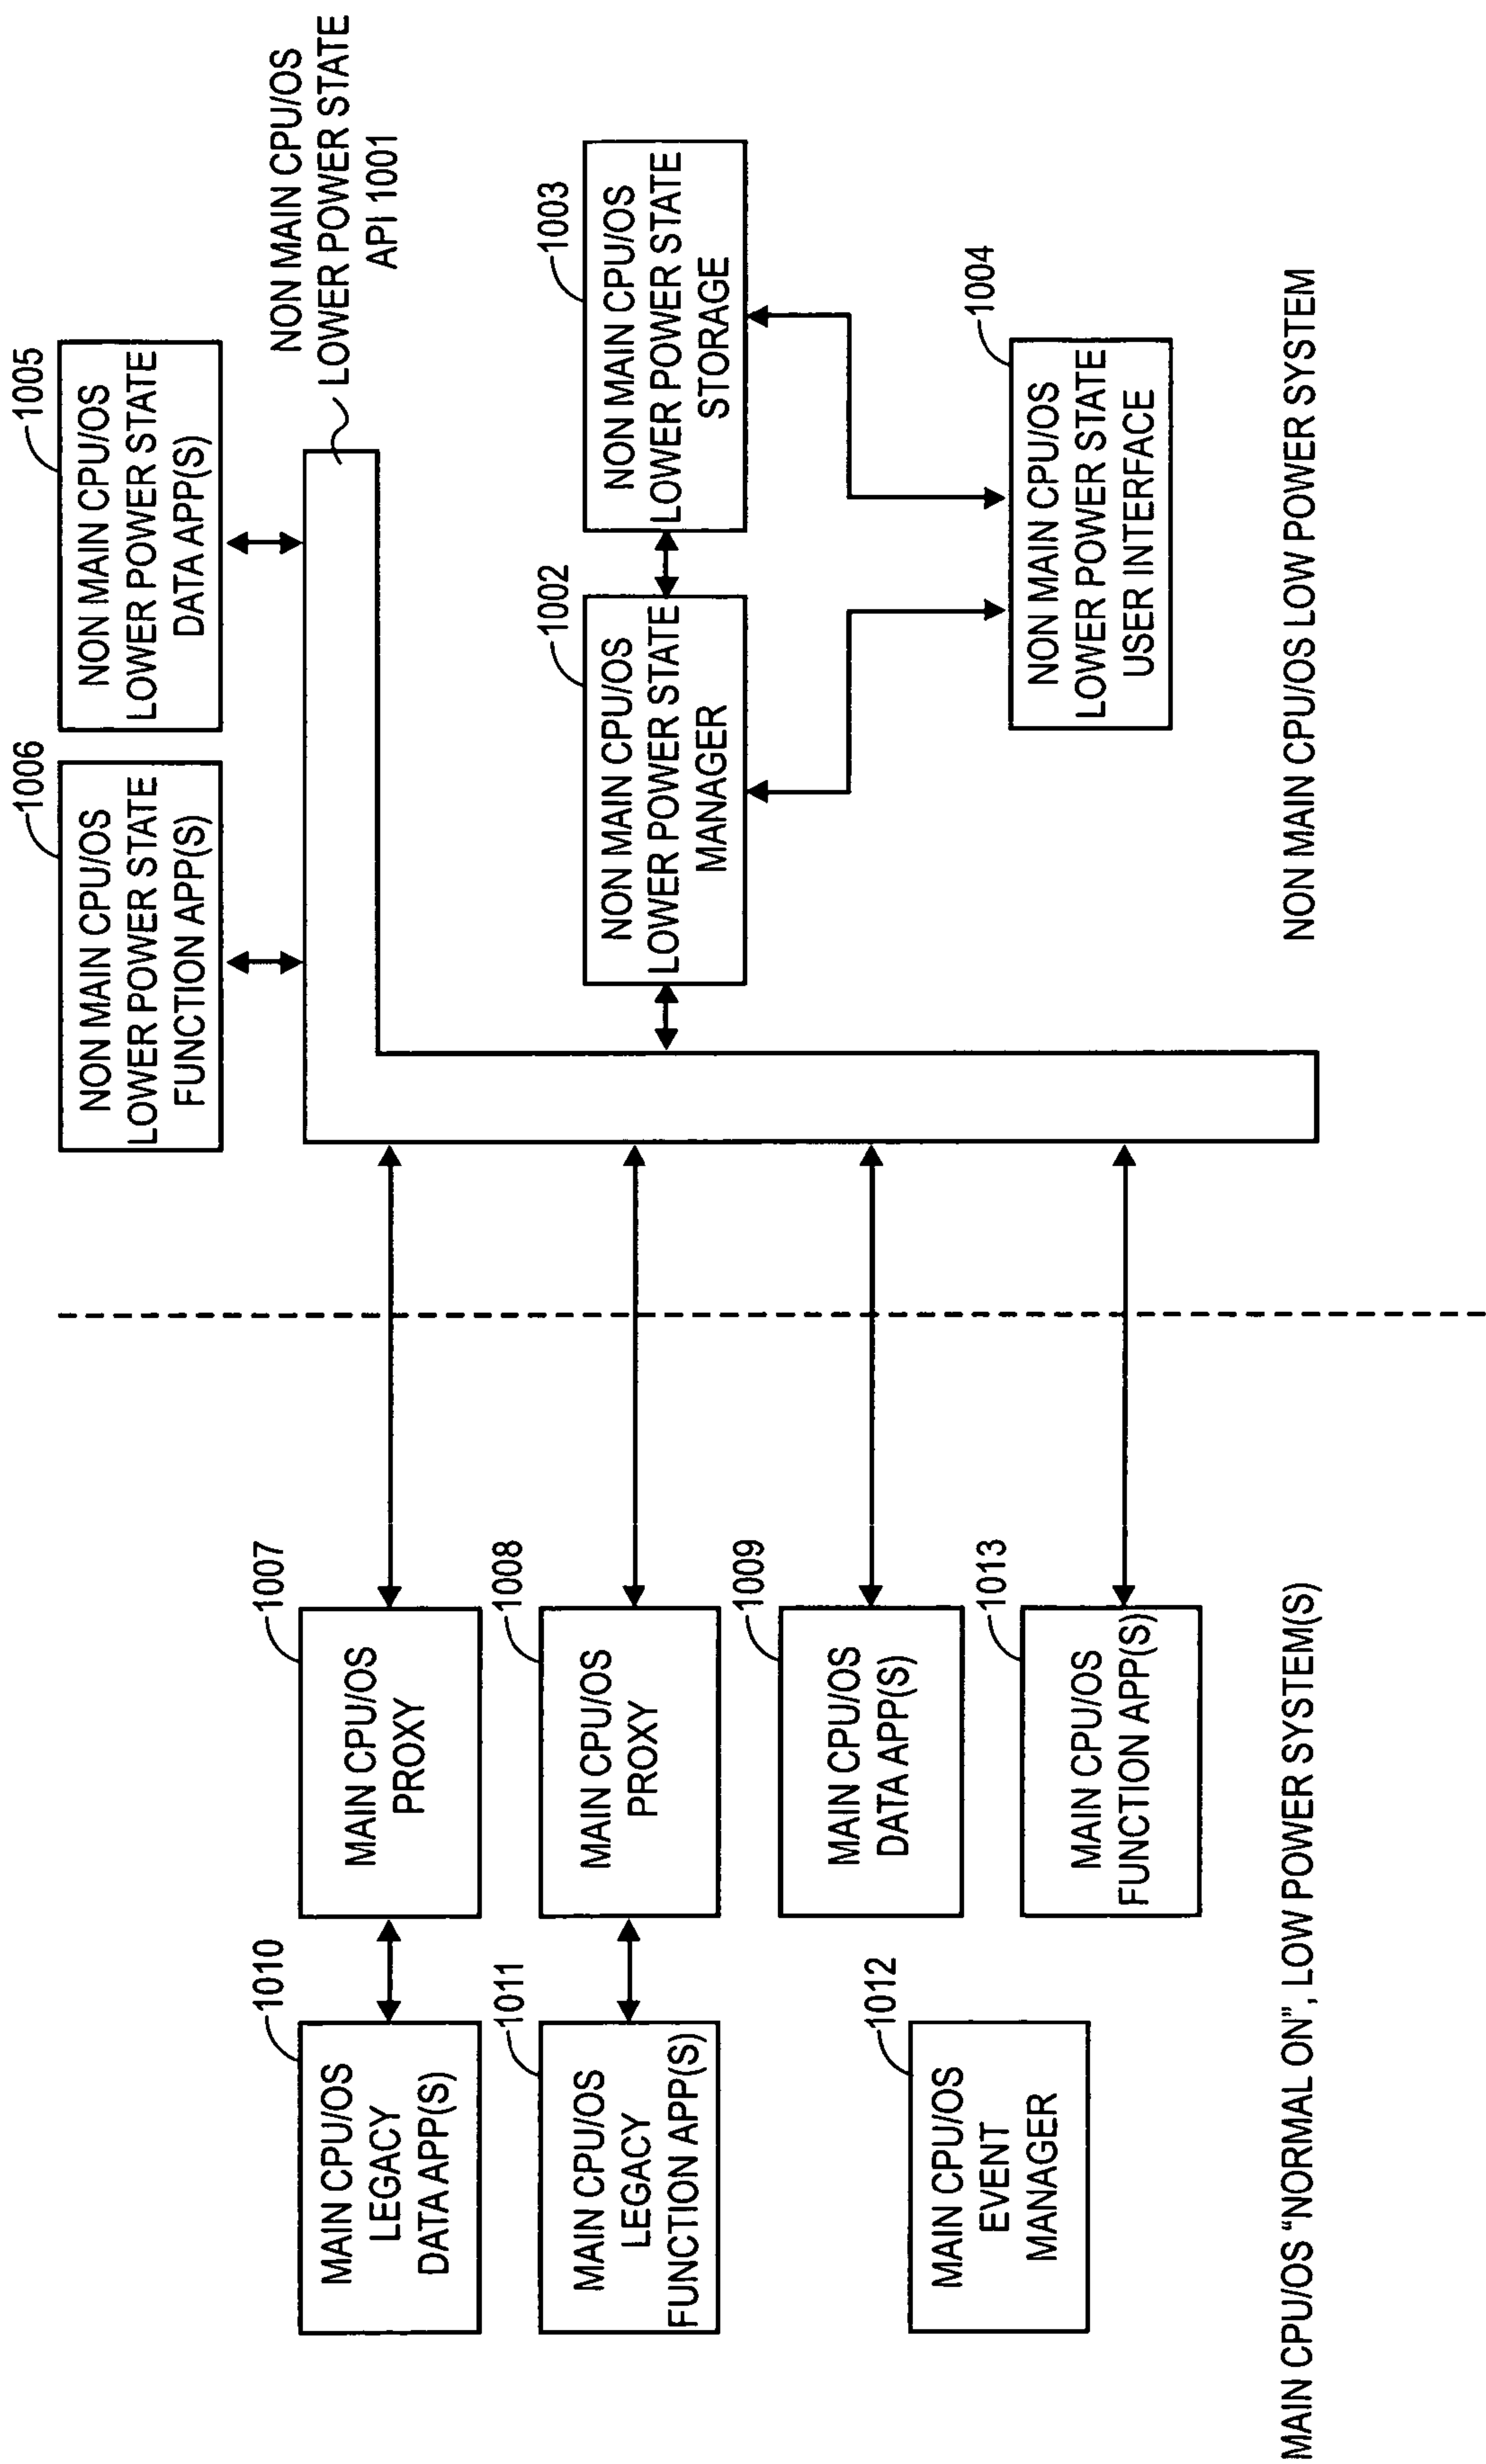 1006
NON MAIN CPU/OS
LOWER POWER STATE
FUNCTION APP(S)
1005
NON MAIN CPU/OS
LOWER POWER STATE
DATA APP(S)
NON MAIN CPU/OS
LOWER POWER STATE
API 1001
1010
MAIN CPU/OS
LEGACY
DATA APP(S)
1007
MAIN CPU/OS
PROXY
1011
MAIN CPU/OS
LEGACY
FUNCTION APP(S)
1008
MAIN CPU/OS
PROXY
1002
NON MAIN CPU/OS
LOWER POWER STATE
MANAGER
1003
NON MAIN CPU/OS
LOWER POWER STATE
STORAGE
1009
MAIN CPU/OS
DATA APP(S)
1012
MAIN CPU/OS
EVENT
MANAGER
1013
MAIN CPU/OS
FUNCTION APP(S)
1004
NON MAIN CPU/OS
LOWER POWER STATE
USER INTERFACE
MAIN CPU/OS “NORMAL ON”, LOW POWER SYSTEM(S)
NON MAIN CPU/OS LOW POWER SYSTEM